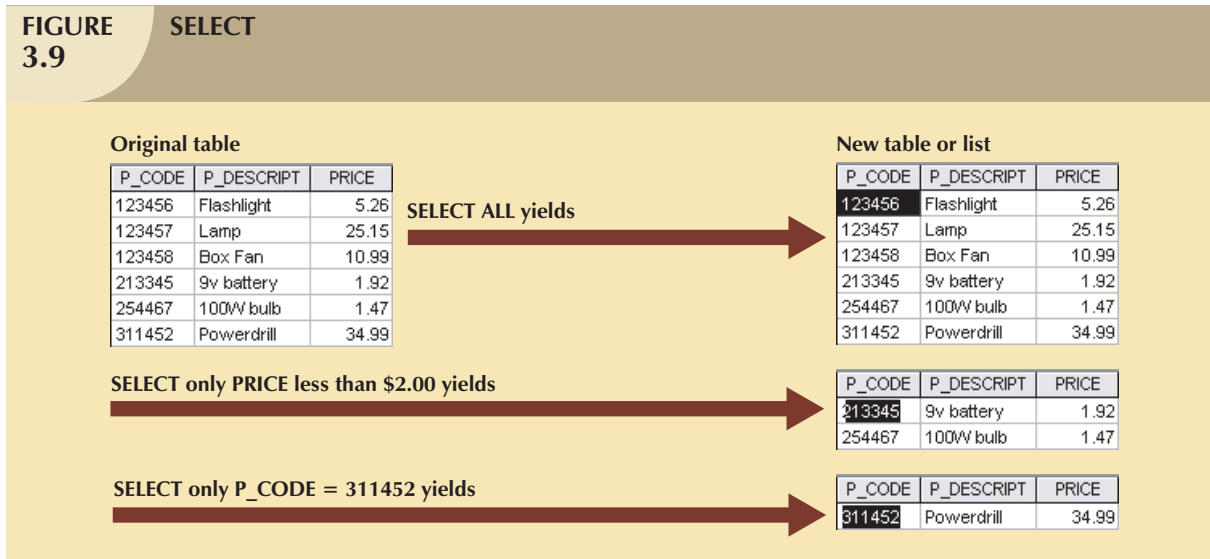 FIGURE 3.9
SELECT
Original table
P_CODE P_DESCRIPT PRICE
123456 Flashlight 5.26
123457 Lamp 25.15
123458 Box Fan 10.99
213345 9v battery 1.92
254467 100W bulb 1.47
311452 Powerdrill 34.99
SELECT ALL yields
New table or list
P_CODE P_DESCRIPT PRICE
123456 Flashlight 5.26
123457 Lamp 25.15
123458 Box Fan 10.99
213345 9v battery 1.92
254467 100W bulb 1.47
311452 Powerdrill 34.99
SELECT only PRICE less than $2.00 yields
P_CODE P_DESCRIPT PRICE
213345 9v battery 1.92
254467 100W bulb 1.47
SELECT only P_CODE = 311452 yields
P_CODE P_DESCRIPT PRICE
311452 Powerdrill 34.99